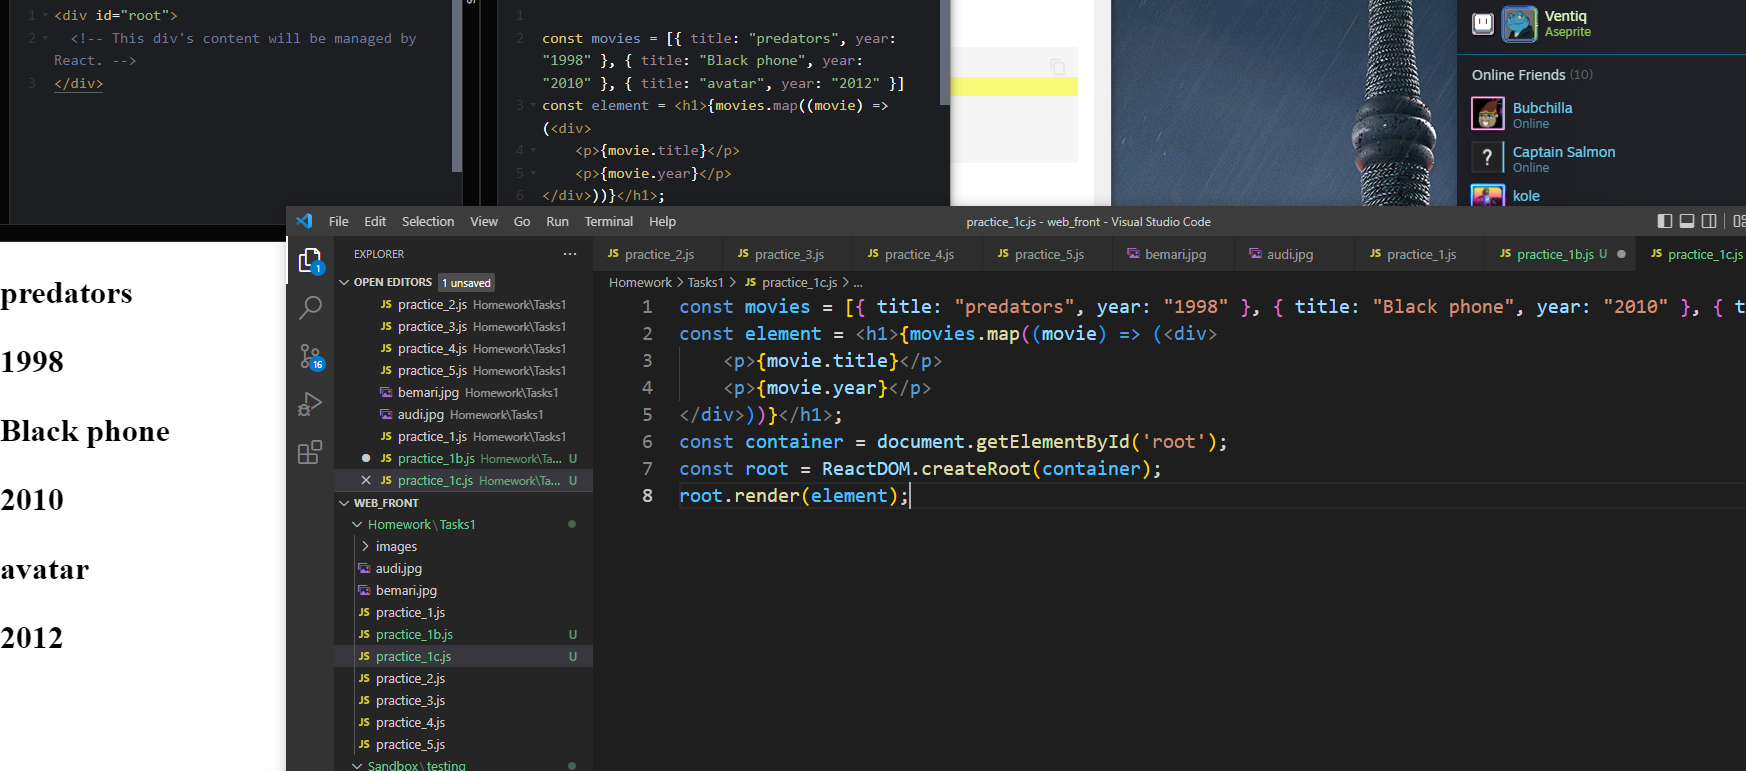 1 <div id="root">
2 <!-- This div's content will be managed by
React. -->
3 </div>
1
2 const movies = [{ title: "predators", year:
"1998" }, { title: "Black phone", year:
"2010" }, { title: "avatar", year: "2012" }]
3 const element = <h1>{movies.map((movie) =>
(<div>
4 <p>{movie.title}</p>
5 <p>{movie.year}</p>
6 </div>))}</h1>;
Ventiq
Aseprite
Online Friends (10)
Bubchilla
Online
? Captain Salmon
Online
kole
predators
1998
Black phone
2010
avatar
2012
File Edit Selection View Go Run Terminal Help
practice_1c.js - web_front - Visual Studio Code
1
16
EXPLORER ...
OPEN EDITORS 1 unsaved
JS practice_2.js Homework\Tasks1
JS practice_3.js Homework\Tasks1
JS practice_4.js Homework\Tasks1
JS practice_5.js Homework\Tasks1
bemari.jpg Homework\Tasks1
audi.jpg Homework\Tasks1
JS practice_1.js Homework\Tasks1
JS practice_1b.js Homework\Ta... U
JS practice_1c.js Homework\Ta... U
WEB_FRONT
Homework\Tasks1
images
audi.jpg
bemari.jpg
JS practice_1.js
JS practice_1b.js U
JS practice_1c.js U
JS practice_2.js
JS practice_3.js
JS practice_4.js
JS practice_5.js
Sandbox\testing
JS practice_2.js JS practice_3.js JS practice_4.js JS practice_5.js bemari.jpg audi.jpg JS practice_1.js JS practice_1b.js U JS practice_1c.js
Homework > Tasks1 > JS practice_1c.js > ...
1 const movies = [{ title: "predators", year: "1998" }, { title: "Black phone", year: "2010" }, { t
2 const element = <h1>{movies.map((movie) => (<div>
3 <p>{movie.title}</p>
4 <p>{movie.year}</p>
5 </div>))}</h1>;
6 const container = document.getElementById('root');
7 const root = ReactDOM.createRoot(container);
8 root.render(element);